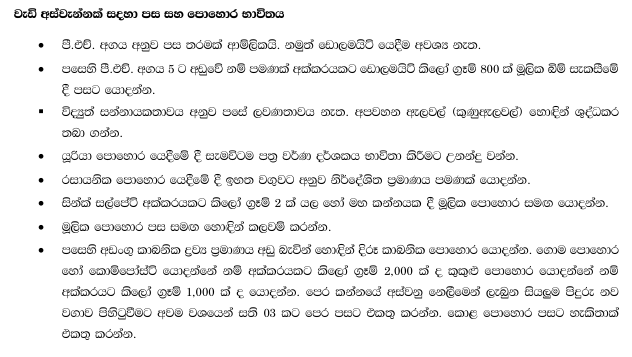 වැඩි අස්වැන්නක් සදහා පස සහ පොහොර භාවිතය
• පී.එච්. අගය අනුව පස තරමක් ආම්ලිකයි. නමුත් ඩොලමයිට් යෙදීම අවශ්‍ය නැත.
• පසෙහි පී.එච්. අගය 5 ට අඩුවේ නම් පමණක් අක්කරයකට ඩොලමයිට් කිලෝ ග්‍රෑම් 800 ක් මූලික බිම් සැකසීමේ
දී පසට යොදන්න.
▪ විද්‍යුත් සන්නායකතාවය අනුව පසේ ලවණතාවය නැත. අපවහන ඇලවල් (කුණුඇලවල්) හොඳින් ශුද්ධකර
තබා ගන්න.
• යූරියා පොහොර යෙදීමේ දී සැමවිටම පත්‍ර වර්ණ දර්ශකය භාවිතා කිරීමට උනන්දු වන්න.
• රසායනික පොහොර යෙදීමේ දී ඉහත වගුවට අනුව නිර්දේශිත ප්‍රමාණය පමණක් යොදන්න.
• සින්ක් සල්පේට් අක්කරයකට කිලෝ ග්‍රෑම් 2 ක් යල හෝ මහ කන්නයක දී මූලික පොහොර සමඟ යොදන්න.
• මූලික පොහොර පස සමඟ හොඳින් කලවම් කරන්න.
• පසෙහි අඩංගු කාබනික ද්‍රව්‍ය ප්‍රමාණය අඩු බැවින් හොඳින් දිරූ කාබනික පොහොර යොදන්න. ගොම පොහොර
හෝ කොම්පෝස්ට් යොදන්නේ නම් අක්කරයකට කිලෝ ග්‍රෑම් 2,000 ක් ද කුකුළු පොහොර යොදන්නේ නම්
අක්කරයට කිලෝ ග්‍රෑම් 1,000 ක් ද යොදන්න. පෙර කන්නයේ අස්වනු නෙලීමෙන් ලැබුන සියලුම පිදුරු නව
වගාව පිහිටුවීමට අවම වශයෙන් සති 03 කට පෙර පසට එකතු කරන්න. කොළ පොහොර පසට හැකිතාක්
එකතු කරන්න.